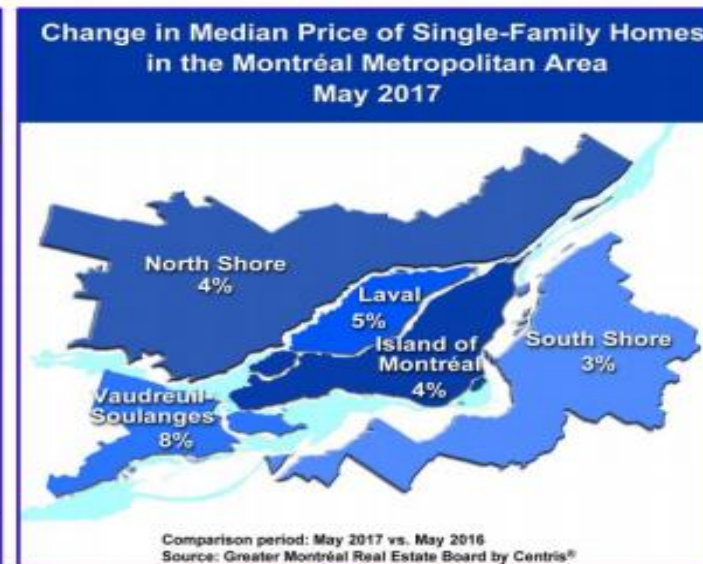 Change in Median Price of Single-Family Homes
in the Montréal Metropolitan Area
May 2017
North Shore
4%
Laval
5%
Island of
Montréal
4%
South Shore
3%
Vaudreuil-
Soulanges
8%
Comparison period: May 2017 vs. May 2016
Source: Greater Montréal Real Estate Board by Centris®